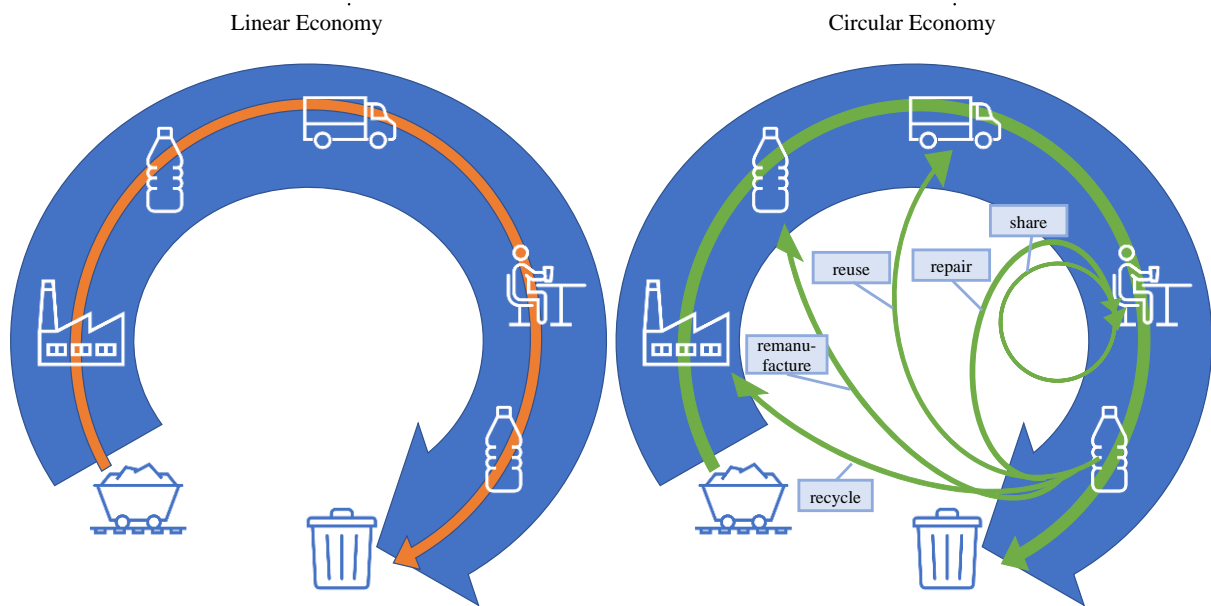 Linear Economy
Circular Economy
share
reuse
repair
remanu-
facture
recycle